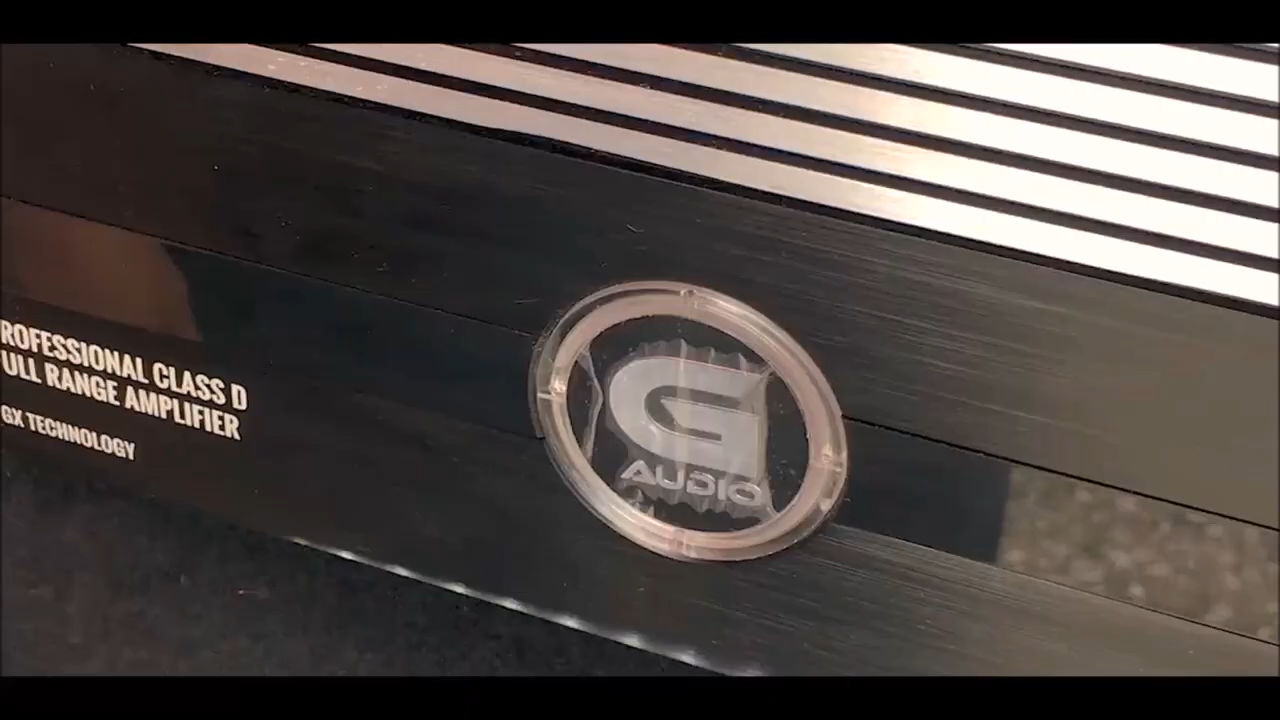 ROFESSIONAL CLASS D
ULL RANGE AMPLIFIER
GX TECHNOLOGY
G
AUDIO